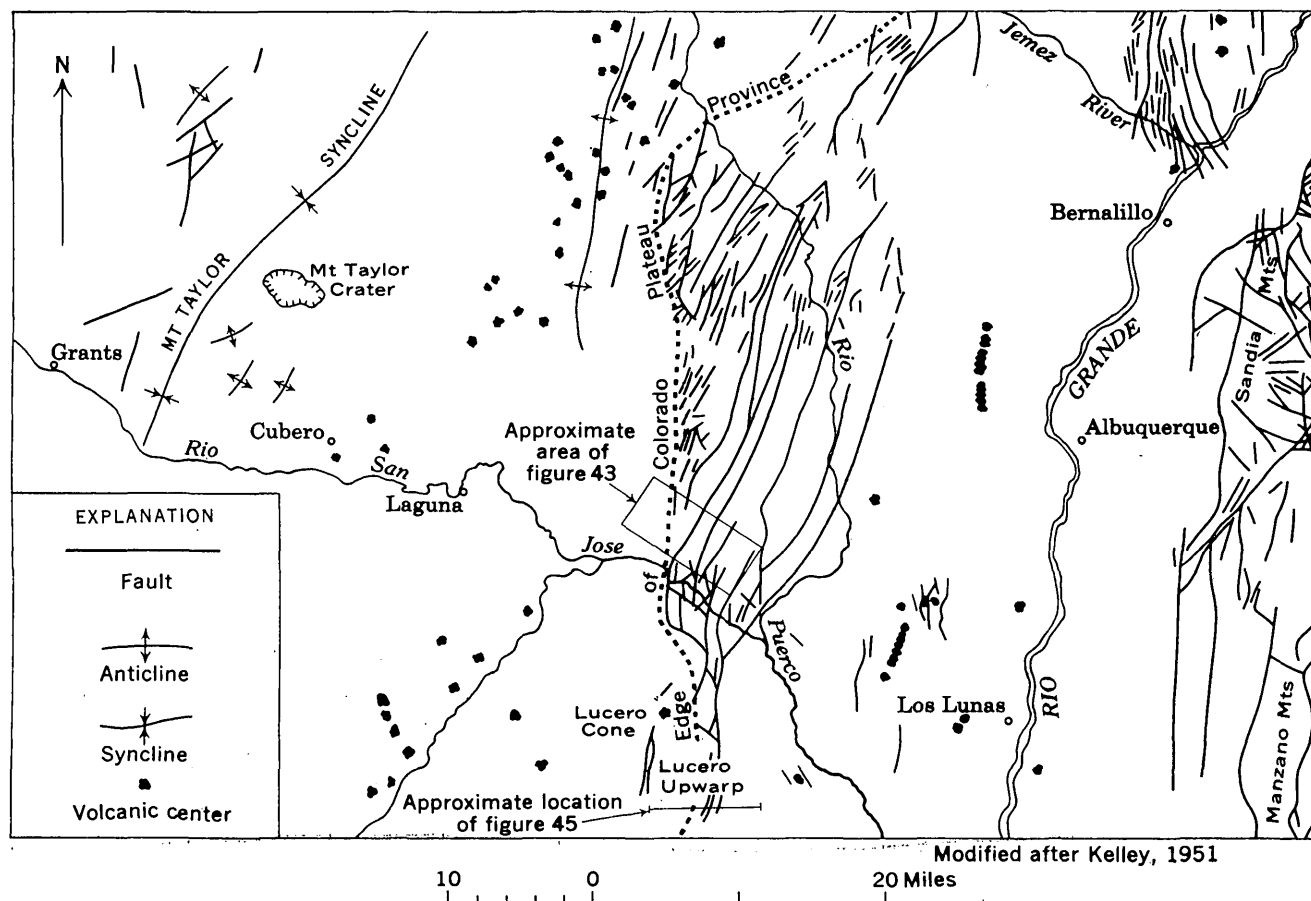 N
Jemez
River
Province
MT TAYLOR SYNCLINE
Mt Taylor
Crater
Plateau
Bernalillo
Grants
Rio
GRANDE
Sandia Mts
Cubero
Approximate
area of
figure 43
Colorado
Albuquerque
Rio San
Laguna
Jose
of
Puerco
EXPLANATION
Fault
Anticline
Syncline
Volcanic center
Lucero
Cone
Edge
Los Lunas
RIO
Manzano Mts
Lucero
Upwarp
Approximate location
of figure 45
Modified after Kelley, 1951
10 0 20 Miles